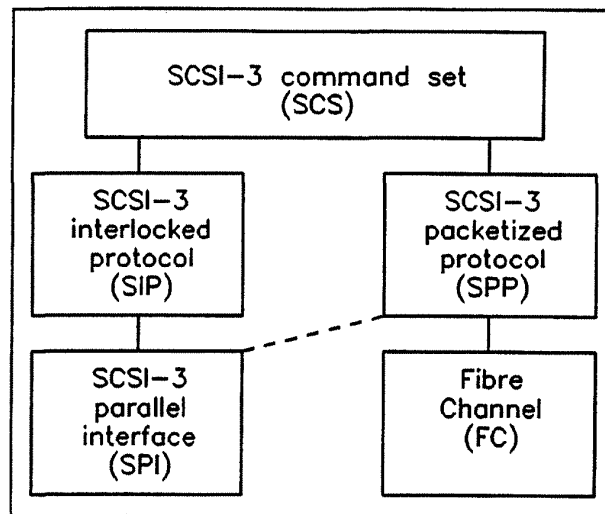 SCSI-3 command set
(SCS)
SCSI-3
interlocked
protocol
(SIP)
SCSI-3
packetized
protocol
(SPP)
SCSI-3
parallel
interface
(SPI)
Fibre
Channel
(FC)